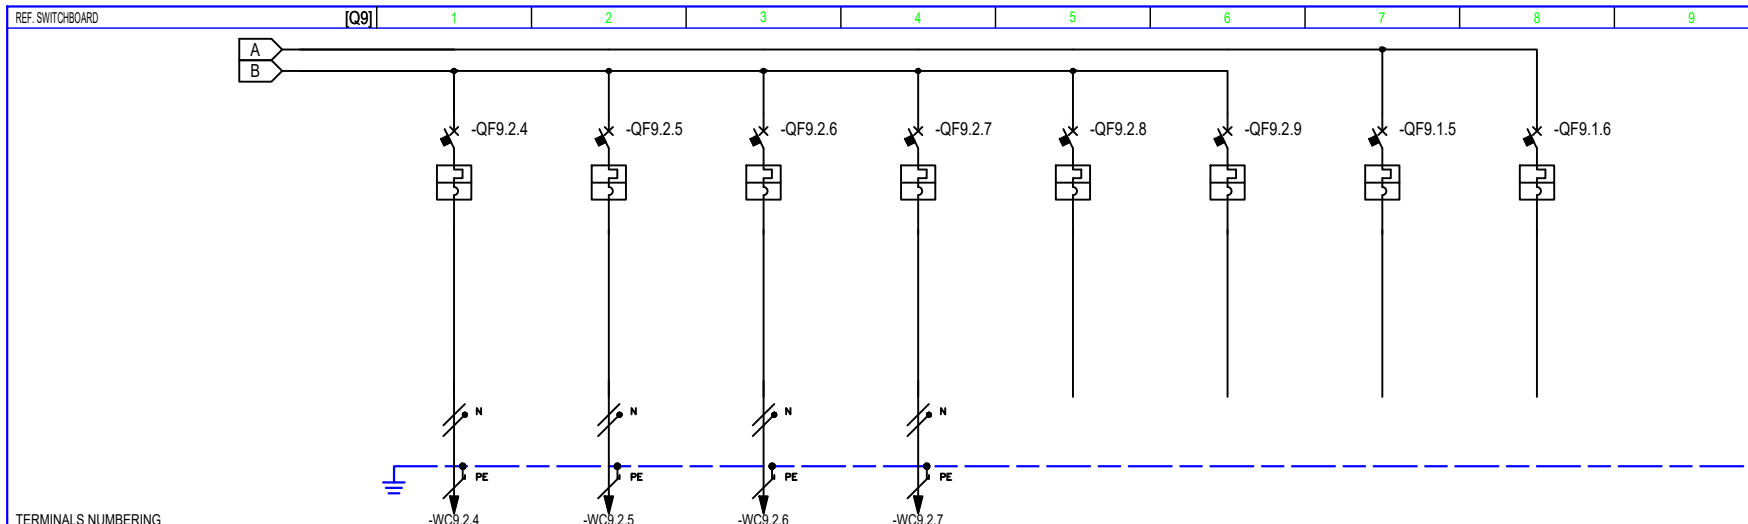 REF. SWITCHBOARD [Q9] 1 2 3 4 5 6 7 8 9
A
B
-QF9.2.4 -QF9.2.5 -QF9.2.6 -QF9.2.7 -QF9.2.8 -QF9.2.9 -QF9.1.5 -QF9.1.6
N N N N
PE PE PE PE
TERMINALS NUMBERING -WC9.2.4 -WC9.2.5 -WC9.2.6 -WC9.2.7